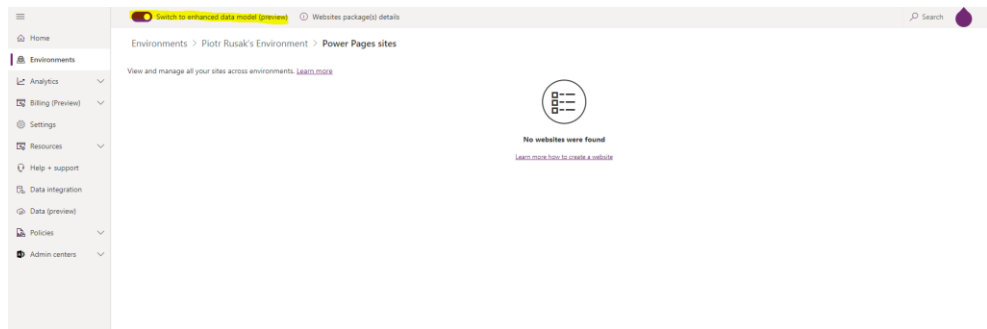 Switch to enhanced data model (preview) Websites package(s) details Search
Home
Environments
Analytics
Billing (Preview)
Settings
Resources
Help + support
Data integration
Data (preview)
Policies
Admin centers
Environments > Piotr Rusak's Environment > Power Pages sites
View and manage all your sites across environments. Learn more
No websites were found
Learn more how to create a website